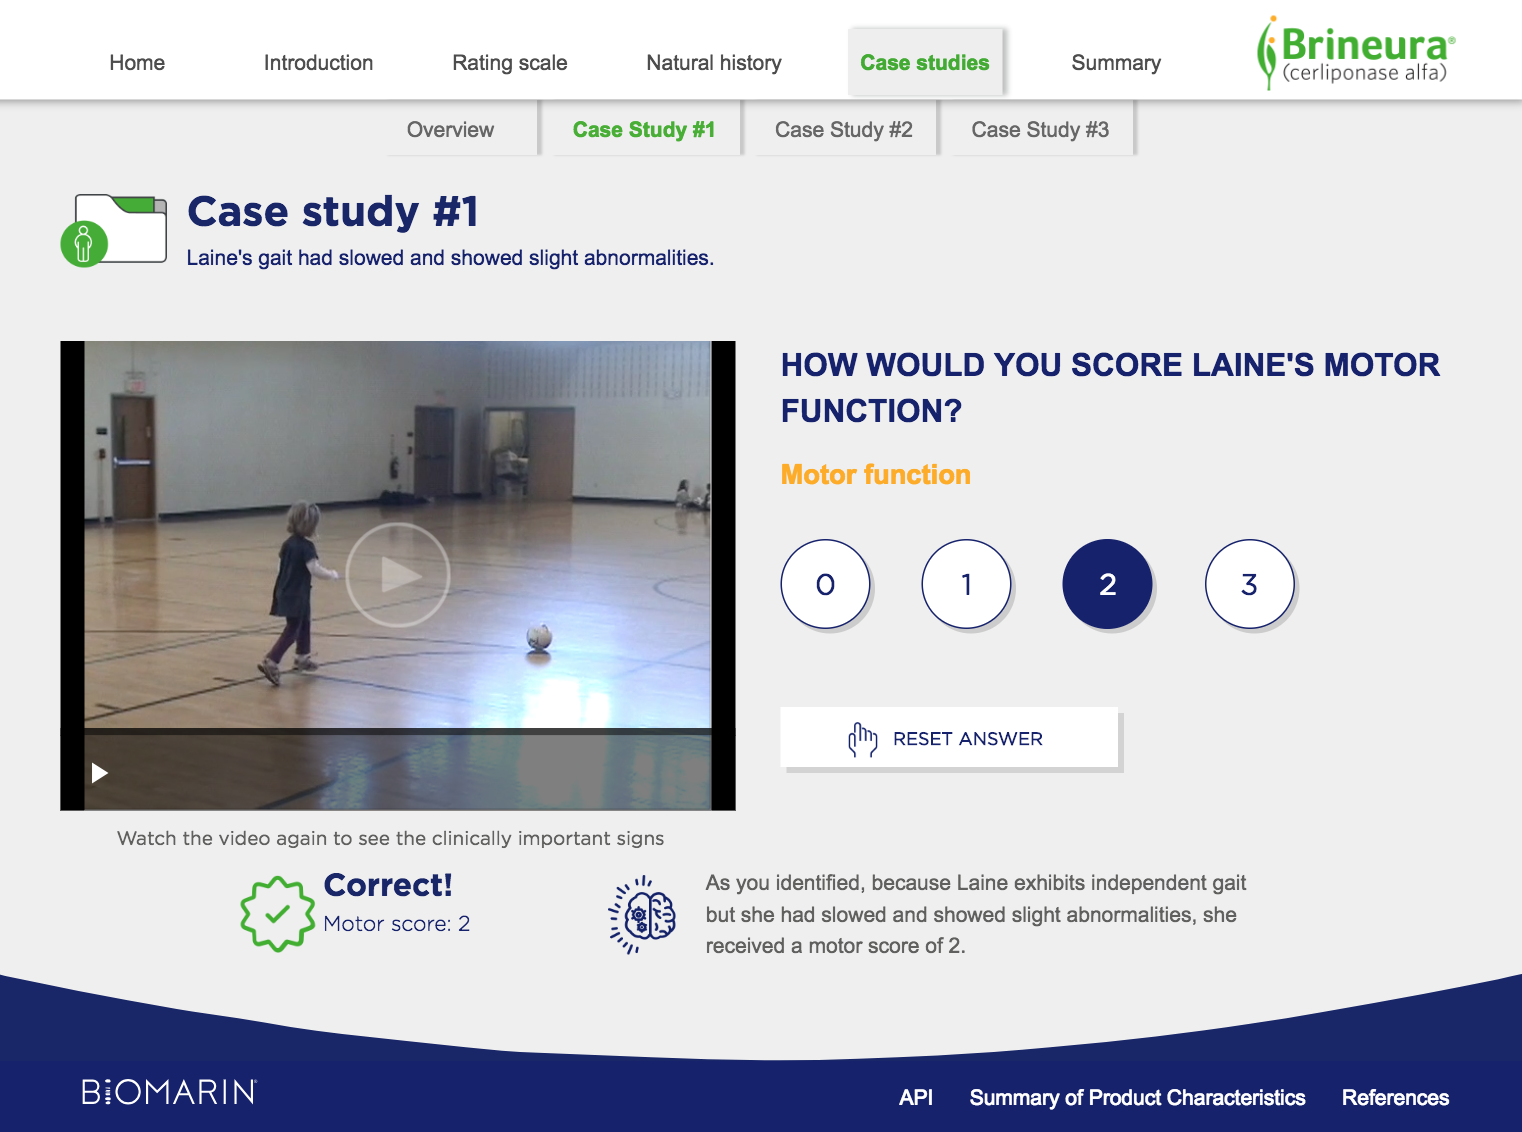 Home
Introduction
Rating scale
Natural history
Case studies
Summary
Brineura®
(cerliponase alfa)
Overview
Case Study #1
Case Study #2
Case Study #3
Case study #1
Laine's gait had slowed and showed slight abnormalities.
HOW WOULD YOU SCORE LAINE'S MOTOR
FUNCTION?
Motor function
0
1
2
3
RESET ANSWER
Watch the video again to see the clinically important signs
Correct!
Motor score: 2
As you identified, because Laine exhibits independent gait
but she had slowed and showed slight abnormalities, she
received a motor score of 2.
BIOMARIN®
API
Summary of Product Characteristics
References